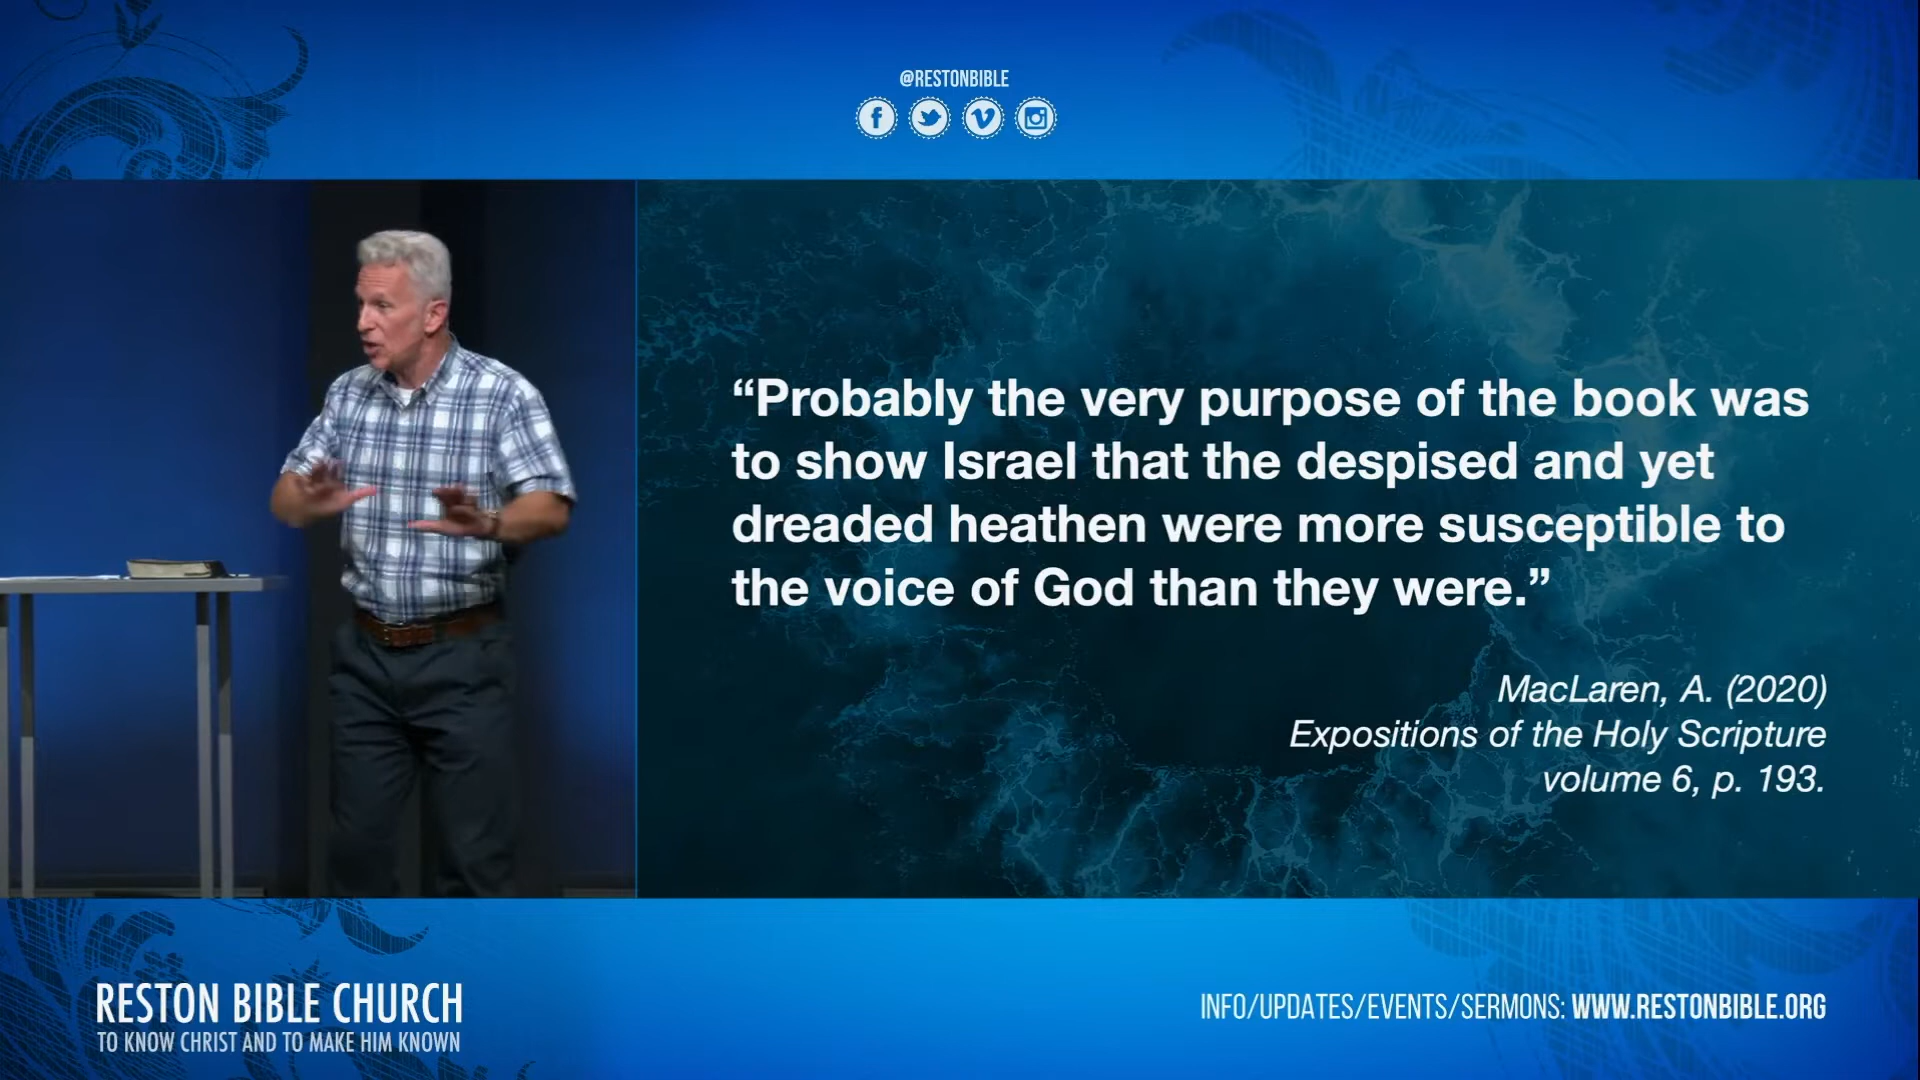 @RESTONBIBLE
“Probably the very purpose of the book was
to show Israel that the despised and yet
dreaded heathen were more susceptible to
the voice of God than they were.”
MacLaren, A. (2020)
Expositions of the Holy Scripture
volume 6, p. 193.
RESTON BIBLE CHURCH
TO KNOW CHRIST AND TO MAKE HIM KNOWN
INFO/UPDATES/EVENTS/SERMONS: WWW.RESTONBIBLE.ORG